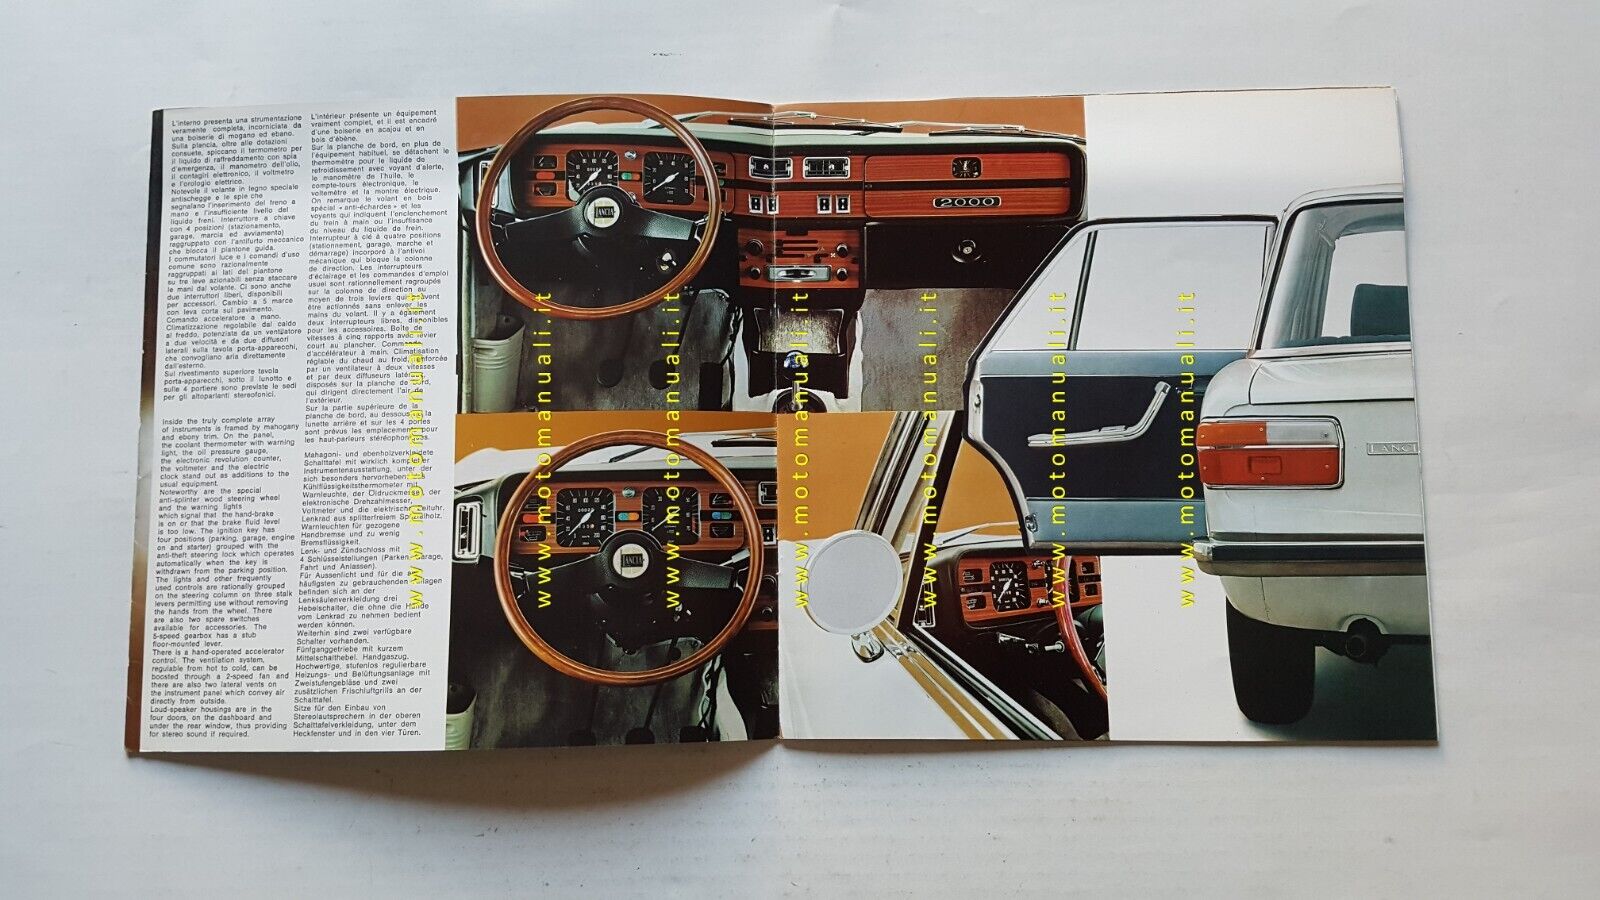 L'interno presenta una strumentazione
veramente completa, incorniciata da
una boiserie di mogano ed ebano.
Sulla plancia, oltre alle dotazioni
consuete, spiccano il termometro per
il liquido di raffreddamento con spia
d'emergenza, il manometro dell'olio,
il contagiri elettronico, il voltmetro
e l'orologio elettrico.
Notevole il volante in legno speciale
antischegge e le spie che
segnalano l'inserimento del freno a
mano e l'insufficiente livello del
liquido freni. Interruttore a chiave
con 4 posizioni (stazionamento,
garage, marcia ed avviamento)
raggruppato con l'antifurto meccanico
che blocca il plantone guida.
I commutatori luce e i comandi d'uso
comune sono razionalmente
raggruppati ai lati del plantone
su tre leve azionabili senza staccare
le mani dal volante. Ci sono anche
due interruttori liberi, disponibili
per accessori. Cambio a 5 marce
con leva corta sul pavimento.
Comando acceleratore a mano.
Climatizzazione regolabile dal caldo
al freddo, potenziata da un ventilatore
a due velocità e da due diffusori
laterali sulla tavola porta-apparecchi,
che convogliano aria direttamente
dall'esterno.
Sul rivestimento superiore tavola
porta-apparecchi, sotto il lunotto e
sulle 4 portiere sono previste le sedi
per gli altoparlanti stereofonici.
Inside the truly complete array
of instruments is framed by mahogany
and ebony trim. On the panel,
the coolant thermometer with warning
light, the oil pressure gauge,
the electronic revolution counter,
the voltmeter and the electric
clock stand out as additions to the
usual equipment.
Noteworthy are the special
anti-splinter wood steering wheel
and the warning lights
which signal that the hand-brake
is on or that the brake fluid level
is too low. The ignition key has
four positions (parking, garage, engine
on and starter) grouped with the
anti-theft steering lock which operates
automatically when the key is
withdrawn from the parking position.
The lights and other frequently
used controls are rationally grouped
on the steering column on three stalk
levers permitting use without removing
the hands from the wheel. There
are also two spare switches
available for accessories. The
5-speed gearbox has a stub
floor-mounted lever.
There is a hand-operated accelerator
control. The ventilation system,
regulable from hot to cold, can be
boosted through a 2-speed fan and
there are also two lateral vents on
the instrument panel which convey air
directly from outside.
Loud-speaker housings are in the
four doors, on the dashboard and
under the rear window, thus providing
for stereo sound if required.
L'intérieur présente un équipement
vraiment complet, et il est encadré
d'une boiserie en acajou et en
bois d'ébène.
Sur la planche de bord, en plus de
l'équipement habituel, se détachent le
thermomètre pour le liquide de
refroidissement avec voyant d'alerte,
le manomètre de l'huile, le
compte-tours électronique, le
voltmètre et la montre électrique.
On remarque le volant en bois
spécial «anti-échardes» et les
voyants qui indiquent l'enclenchement
du frein à main ou l'insuffisance
du niveau du liquide de frein.
Interrupteur à clé à quatre positions
(stationnement, garage, marche et
démarrage) incorporé à l'antivol
mécanique qui bloque la colonne
de direction. Les interrupteurs
d'éclairage et les commandes d'emploi
usuel sont rationnellement regroupés
sur la colonne de direction au
moyen de trois leviers qui peuvent
être actionnés sans enlever les
mains du volant. Il y a également
deux interrupteurs libres, disponibles
pour les accessoires. Boîte de
vitesses à cinq rapports avec levier
court au plancher. Commande
d'accélérateur à main. Climatisation
réglable du chaud au froid, renforcée
par un ventilateur à deux vitesses
et par deux diffuseurs latéraux
disposés sur la planche de bord,
qui dirigent directement l'air de
l'extérieur.
Sur la partie supérieure de la
planche de bord, au dessous de la
lunette arrière et sur les 4 portes
sont prévus les emplacements pour
les haut-parleurs stéréophoniques.
Mahagoni- und ebenholzverkleidete
Schalttafel mit wirklich kompletter
Instrumentenausstattung, unter der
sich besonders hervorheben:
Kühlflüssigkeitsthermometer mit
Warnleuchte, der Öldruckmesser, der
elektronische Drehzahlmesser,
Voltmeter und die elektrische Zeituhr.
Lenkrad aus splitterfreiem Spezialholz.
Warnleuchten für gezogene
Handbremse und zu wenig
Bremsflüssigkeit.
Lenk- und Zündschloss mit
4 Schlüsselstellungen (Parken, Garage,
Fahrt und Anlassen).
Für Aussenlicht und für die am
häufigsten zu gebrauchenden Anlagen
befinden sich an der
Lenksäulenverkleidung drei
Hebelschalter, die ohne die Hände
vom Lenkrad zu nehmen bedient
werden können.
Weiterhin sind zwei verfügbare
Schalter vorhanden.
Fünfganggetriebe mit kurzem
Mittelschalthebel. Handgaszug.
Hochwertige, stufenlos regulierbare
Heizungs- und Belüftungsanlage mit
Zweistufengebläse und zwei
zusätzlichen Frischluftgrills an der
Schalttafel.
Sitze für den Einbau von
Stereolautsprechern in der oberen
Schalttafelverkleidung, unter dem
Heckfenster und in den vier Türen.
LANCIA
2000
LANCIA
LANCI
www.motomanuali.it
www.motomanuali.it
www.motomanuali.it
www.motomanuali.it
www.motomanuali.it
www.motomanuali.it
www.motomanuali.it